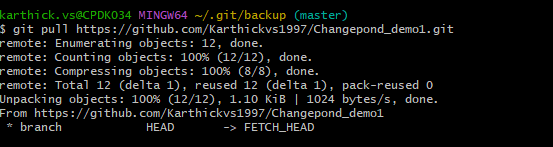 karthick.vs@CPDK034 MINGW64 ~/.git/backup (master)
$ git pull https://github.com/Karthickvs1997/Changepond_demo1.git
remote: Enumerating objects: 12, done.
remote: Counting objects: 100% (12/12), done.
remote: Compressing objects: 100% (8/8), done.
remote: Total 12 (delta 1), reused 12 (delta 1), pack-reused 0
Unpacking objects: 100% (12/12), 1.10 KiB | 1024 bytes/s, done.
From https://github.com/Karthickvs1997/Changepond_demo1
 * branch            HEAD       -> FETCH_HEAD